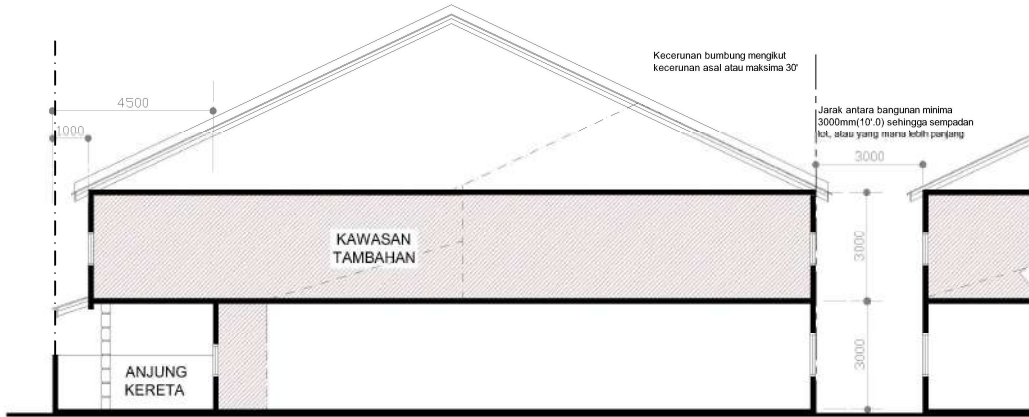 Kecerunan bumbung mengikut
kecerunan asal atau maksima 30'
4500
1000
Jarak antara bangunan minima
3000mm(10'.0) sehingga sempadan
lot, atau yang mana lebih panjang
3000
KAWASAN
TAMBAHAN
3000
3000
ANJUNG
KERETA